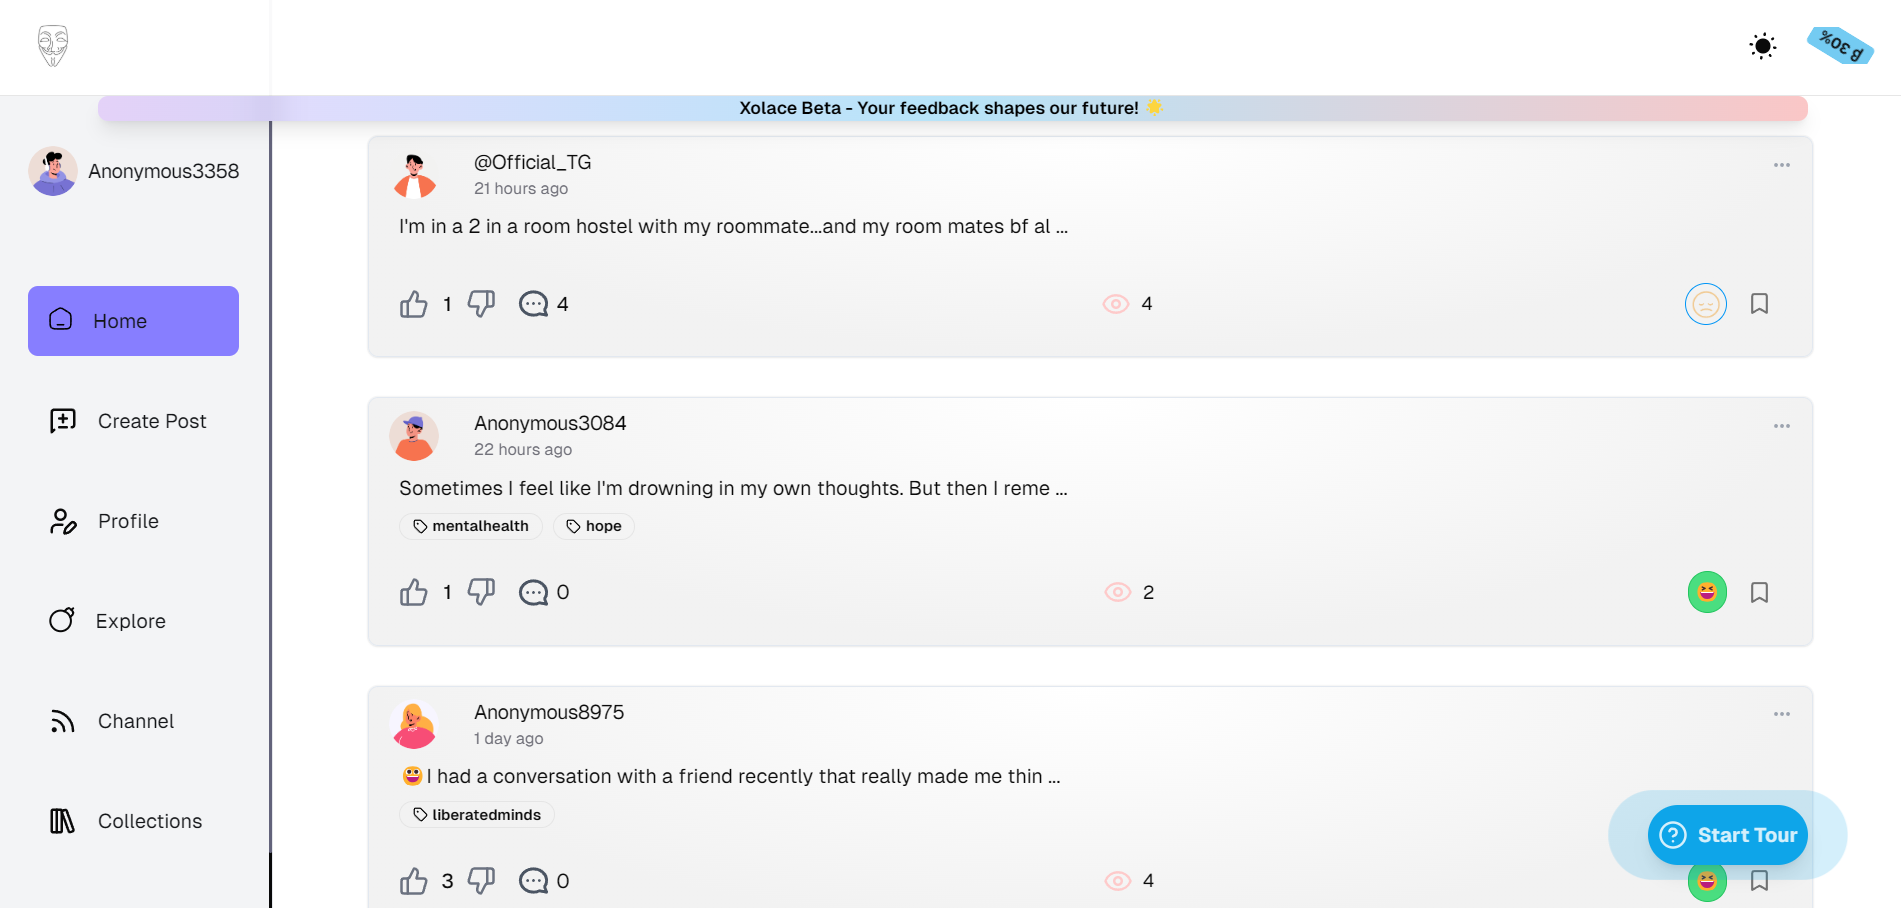 β 30%
Xolace Beta - Your feedback shapes our future! 🌟
Anonymous3358
Home
Create Post
Profile
Explore
Channel
Collections
@Official_TG
21 hours ago
I'm in a 2 in a room hostel with my roommate...and my room mates bf al ...
1 4 4
Anonymous3084
22 hours ago
Sometimes I feel like I'm drowning in my own thoughts. But then I reme ...
mentalhealth hope
1 0 2
Anonymous8975
1 day ago
😀I had a conversation with a friend recently that really made me thin ...
liberatedminds
3 0 4
Start Tour